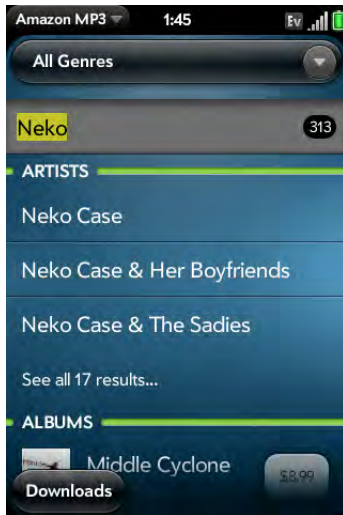 Amazon MP3 1:45 Ev
All Genres
Neko 313
ARTISTS
Neko Case
Neko Case & Her Boyfriends
Neko Case & The Sadies
See all 17 results...
ALBUMS
Middle Cyclone
$8.99
Downloads